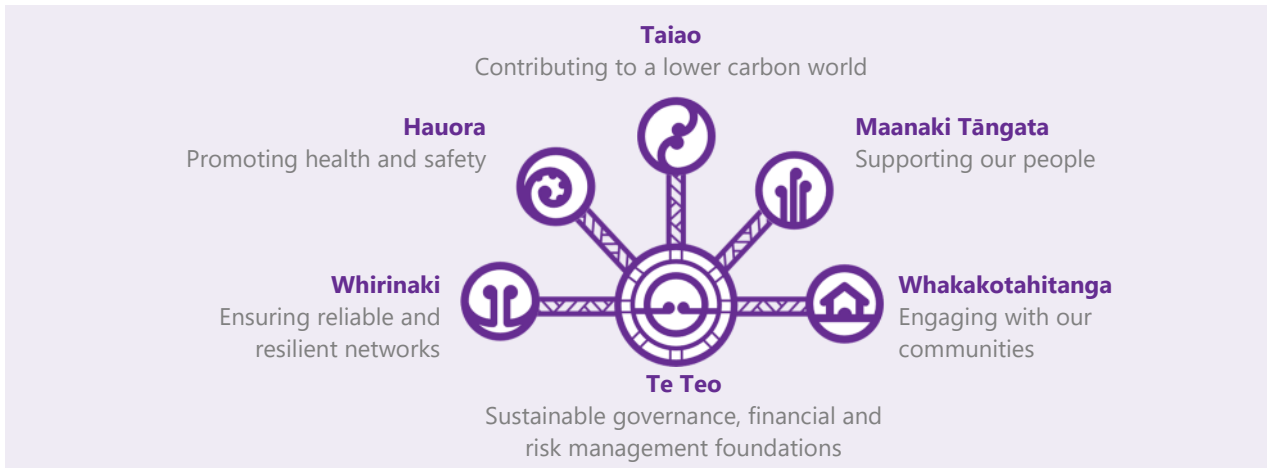 Taiao
Contributing to a lower carbon world
Hauora
Promoting health and safety
Maanaki Tāngata
Supporting our people
Whirinaki
Ensuring reliable and
resilient networks
Whakakotahitanga
Engaging with our
communities
Te Teo
Sustainable governance, financial and
risk management foundations